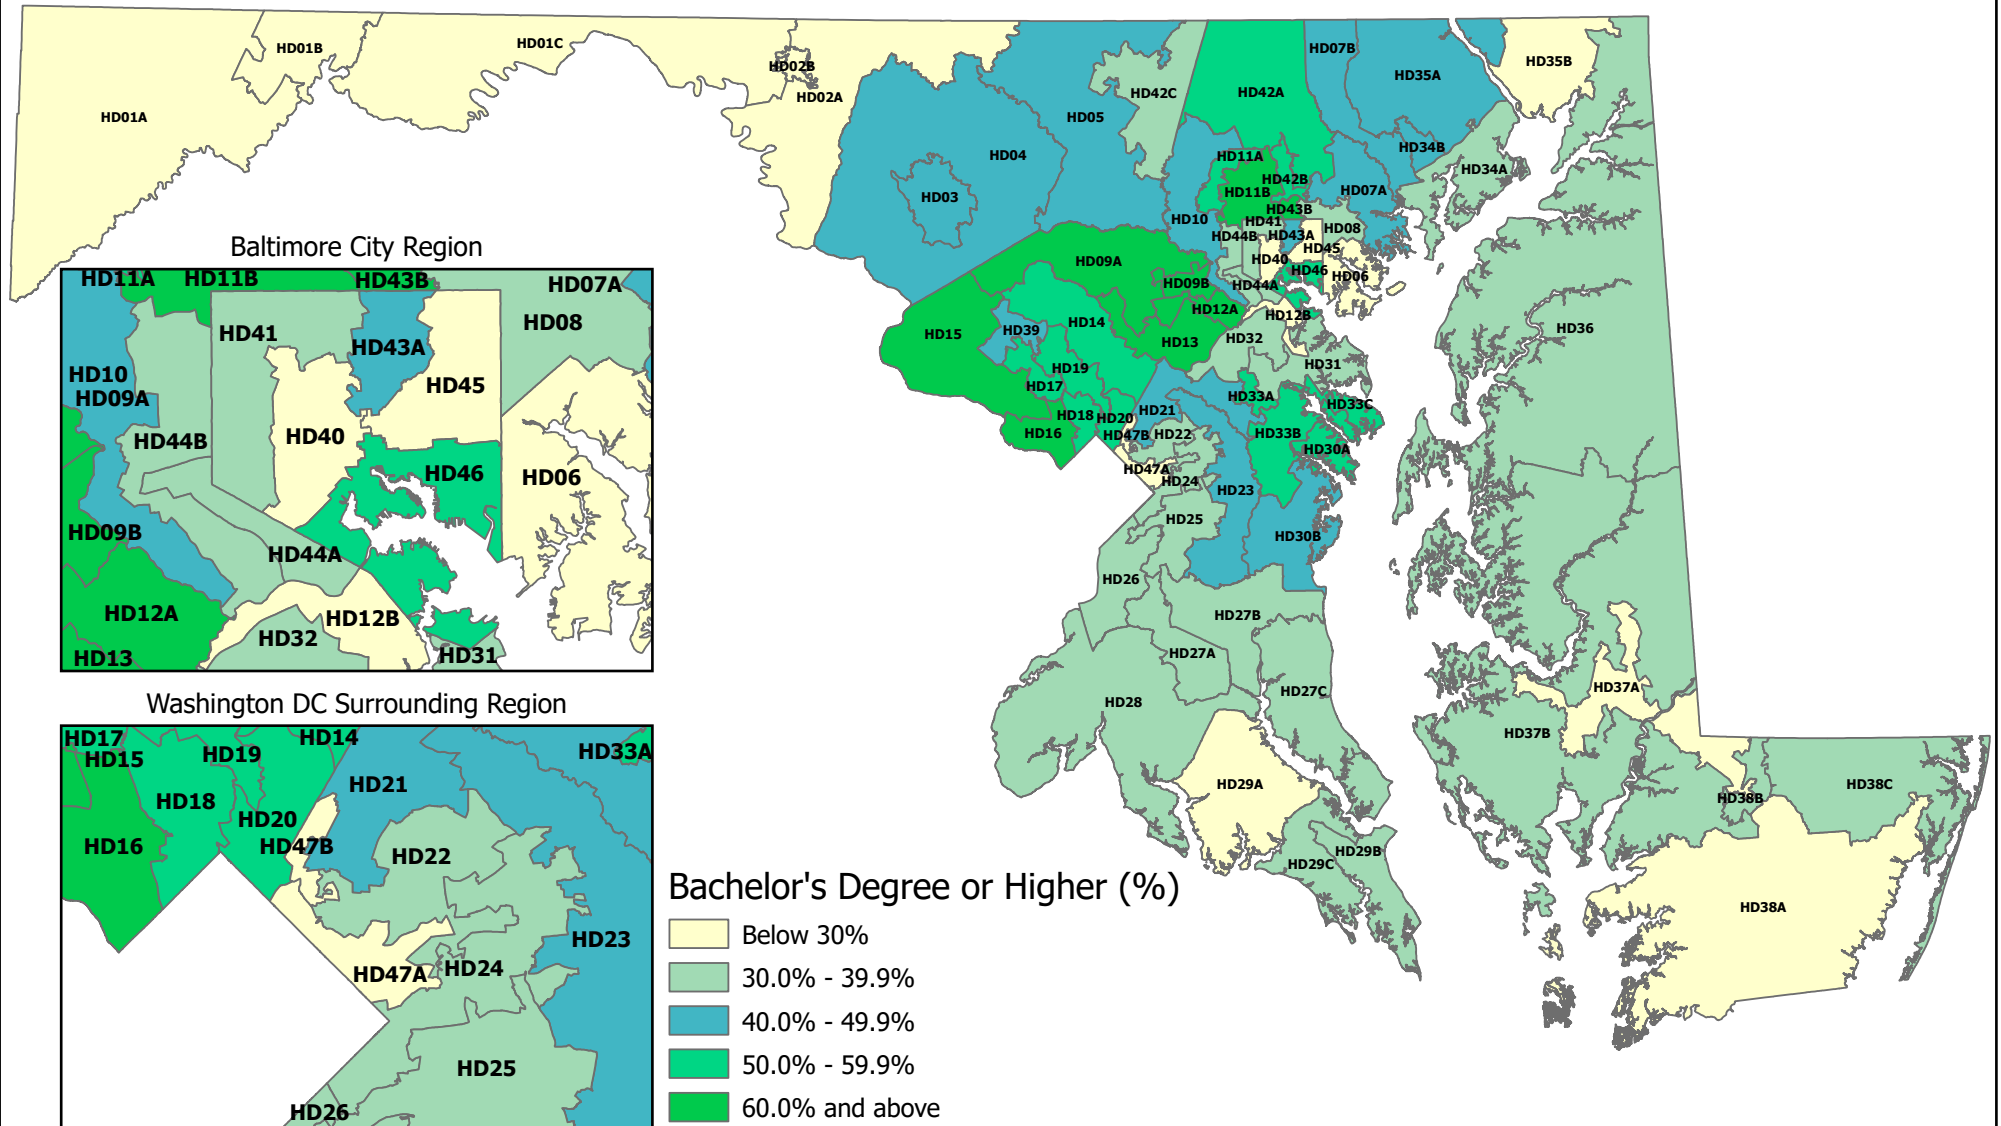 HD01A
HD01B
HD01C
HD02B
HD02A
HD03
HD04
HD05
HD42C
HD42A
HD07B
HD35A
HD35B
HD34B
HD34A
HD11A
HD11B
HD42B
HD43B
HD07A
HD10
HD41
HD44B
HD43A
HD08
HD45
HD40
HD46
HD06
HD44A
HD09A
HD09B
HD12A
HD12B
HD15
HD39
HD14
HD13
HD32
HD31
HD36
HD19
HD17
HD18
HD20
HD16
HD21
HD47B
HD22
HD33A
HD33C
HD33B
HD30A
HD47A
HD24
HD23
HD25
HD30B
HD26
HD27B
HD27A
HD27C
HD28
HD29A
HD29B
HD29C
HD37A
HD37B
HD38B
HD38C
HD38A
Baltimore City Region
HD11A
HD11B
HD43B
HD07A
HD41
HD08
HD43A
HD10
HD09A
HD45
HD44B
HD40
HD46
HD06
HD09B
HD44A
HD12A
HD12B
HD32
HD13
HD31
Washington DC Surrounding Region
HD17
HD15
HD19
HD14
HD33A
HD21
HD18
HD20
HD16
HD47B
HD22
HD23
HD47A
HD24
HD25
HD26
Bachelor's Degree or Higher (%)
Below 30%
30.0% - 39.9%
40.0% - 49.9%
50.0% - 59.9%
60.0% and above